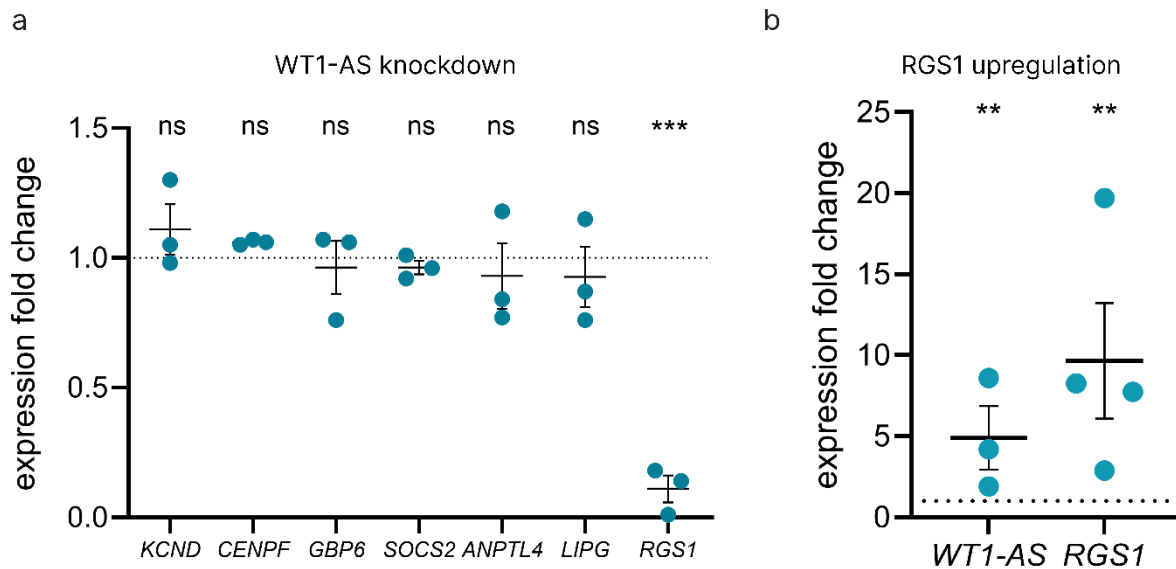 a
WT1-AS knockdown
ns ns ns ns ns ns ***
expression fold change
1.5
1.0
0.5
0.0
KCND CENPF GBP6 SOCS2 ANPTL4 LIPG RGS1
b
RGS1 upregulation
** **
expression fold change
25
20
15
10
5
0
WT1-AS RGS1